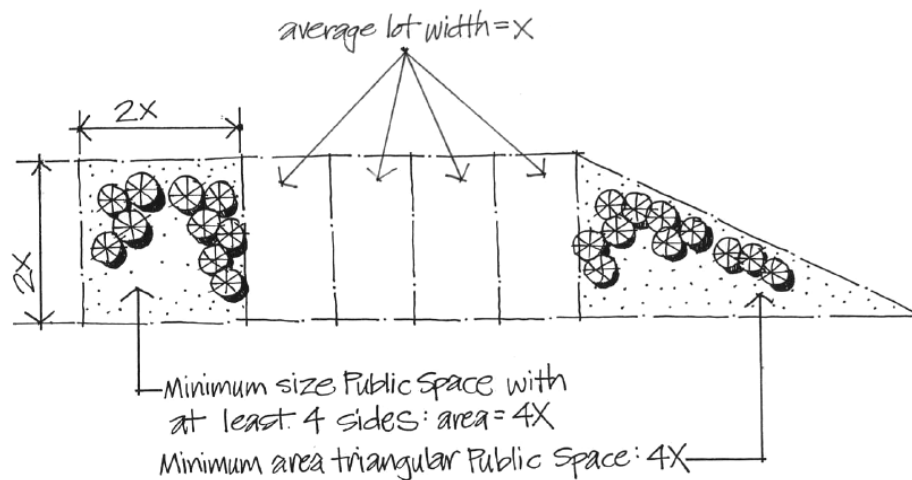 average lot width = X
2X
2X
Minimum size Public Space with
at least 4 sides: area = 4X
Minimum area triangular Public Space: 4X